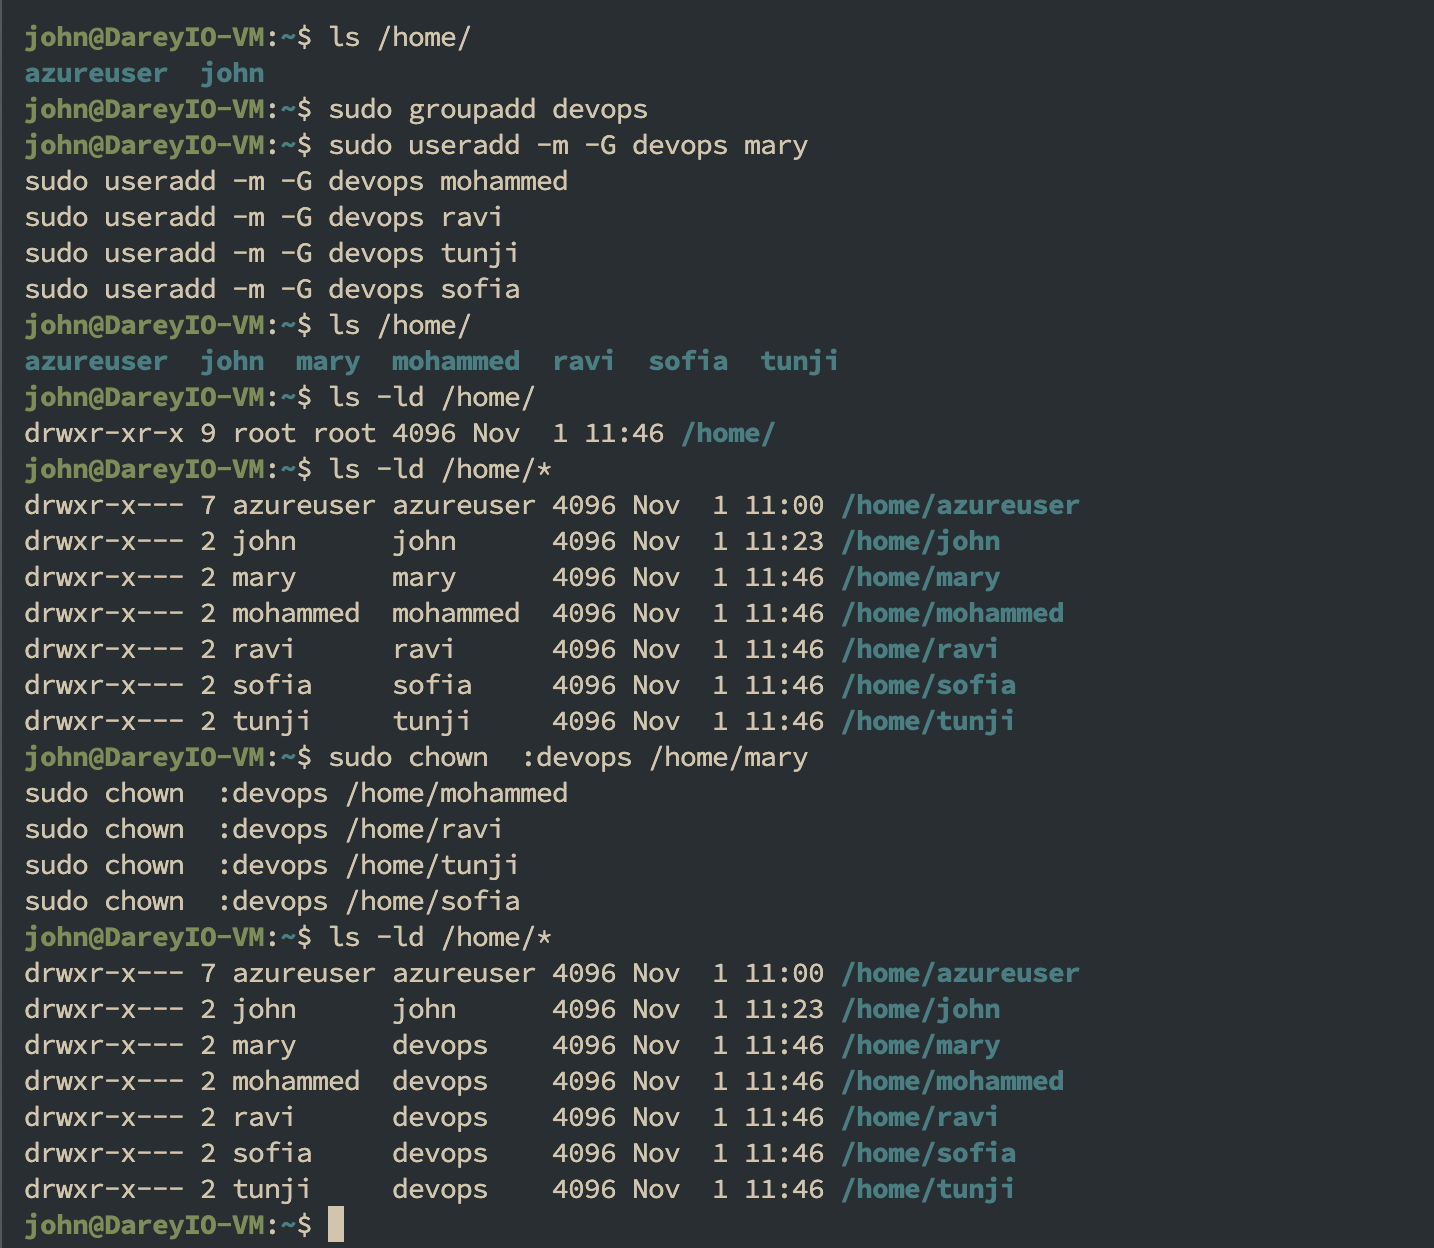 john@DareyIO-VM:~$ ls /home/
azureuser  john
john@DareyIO-VM:~$ sudo groupadd devops
john@DareyIO-VM:~$ sudo useradd -m -G devops mary
sudo useradd -m -G devops mohammed
sudo useradd -m -G devops ravi
sudo useradd -m -G devops tunji
sudo useradd -m -G devops sofia
john@DareyIO-VM:~$ ls /home/
azureuser  john  mary  mohammed  ravi  sofia  tunji
john@DareyIO-VM:~$ ls -ld /home/
drwxr-xr-x 9 root root 4096 Nov  1 11:46 /home/
john@DareyIO-VM:~$ ls -ld /home/*
drwxr-x--- 7 azureuser azureuser 4096 Nov  1 11:00 /home/azureuser
drwxr-x--- 2 john      john      4096 Nov  1 11:23 /home/john
drwxr-x--- 2 mary      mary      4096 Nov  1 11:46 /home/mary
drwxr-x--- 2 mohammed  mohammed  4096 Nov  1 11:46 /home/mohammed
drwxr-x--- 2 ravi      ravi      4096 Nov  1 11:46 /home/ravi
drwxr-x--- 2 sofia     sofia     4096 Nov  1 11:46 /home/sofia
drwxr-x--- 2 tunji     tunji     4096 Nov  1 11:46 /home/tunji
john@DareyIO-VM:~$ sudo chown  :devops /home/mary
sudo chown  :devops /home/mohammed
sudo chown  :devops /home/ravi
sudo chown  :devops /home/tunji
sudo chown  :devops /home/sofia
john@DareyIO-VM:~$ ls -ld /home/*
drwxr-x--- 7 azureuser azureuser 4096 Nov  1 11:00 /home/azureuser
drwxr-x--- 2 john      john      4096 Nov  1 11:23 /home/john
drwxr-x--- 2 mary      devops    4096 Nov  1 11:46 /home/mary
drwxr-x--- 2 mohammed  devops    4096 Nov  1 11:46 /home/mohammed
drwxr-x--- 2 ravi      devops    4096 Nov  1 11:46 /home/ravi
drwxr-x--- 2 sofia     devops    4096 Nov  1 11:46 /home/sofia
drwxr-x--- 2 tunji     devops    4096 Nov  1 11:46 /home/tunji
john@DareyIO-VM:~$